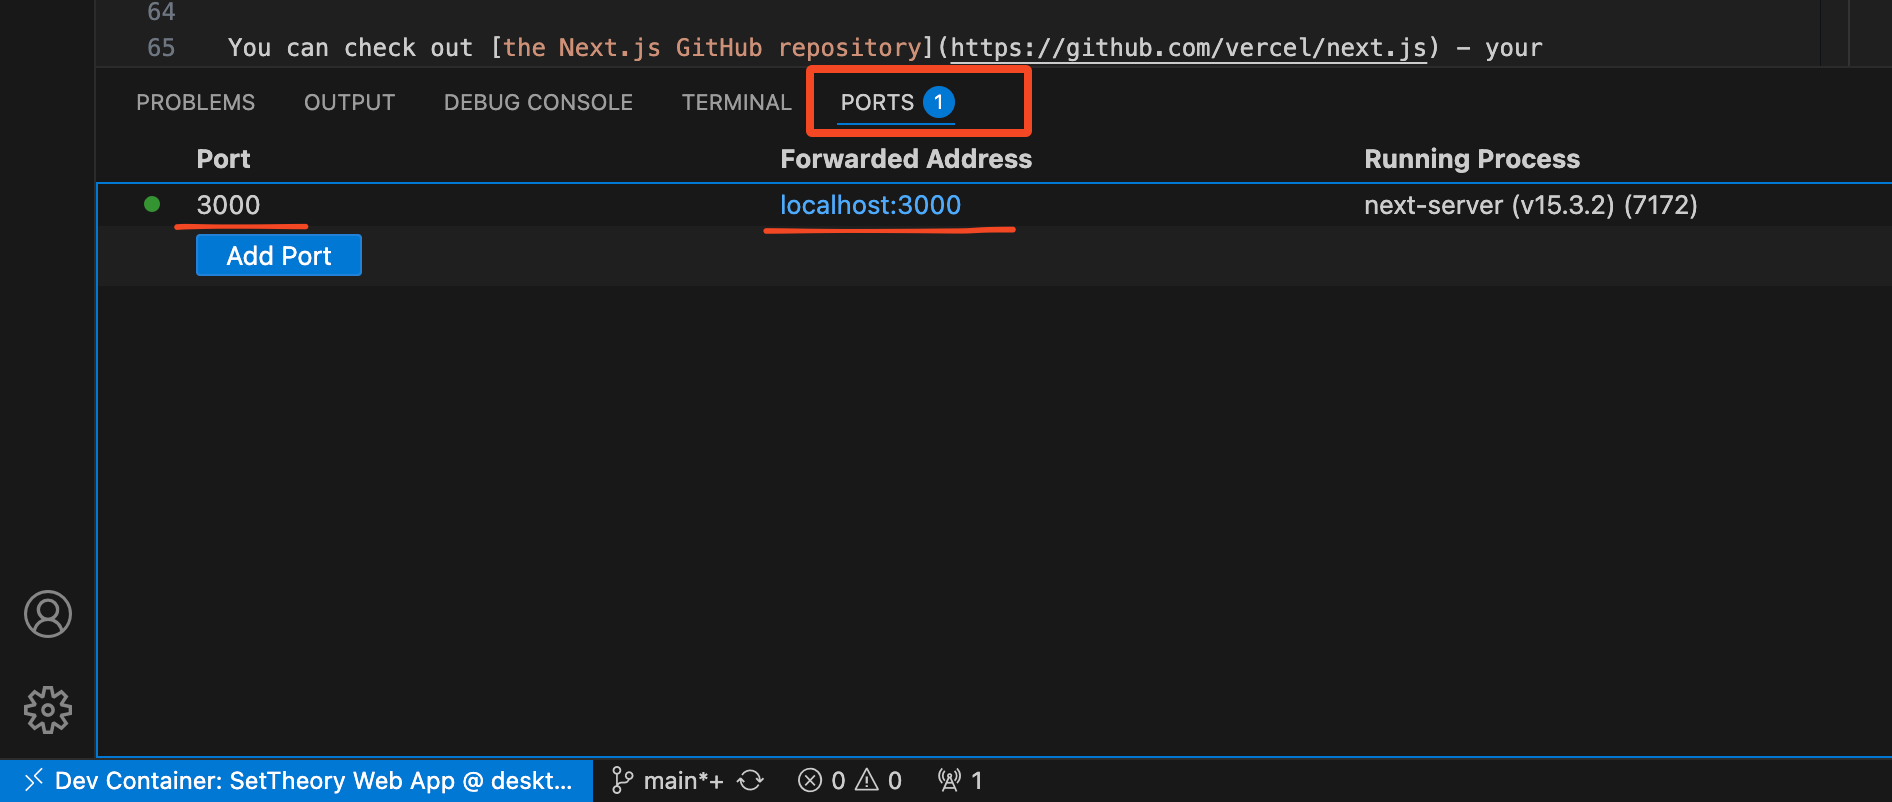 64
65 You can check out [the Next.js GitHub repository](https://github.com/vercel/next.js) – your
PROBLEMS OUTPUT DEBUG CONSOLE TERMINAL PORTS 1
Port Forwarded Address Running Process
3000 localhost:3000 next-server (v15.3.2) (7172)
Add Port
Dev Container: SetTheory Web App @ deskt... main*+ 0 0 1